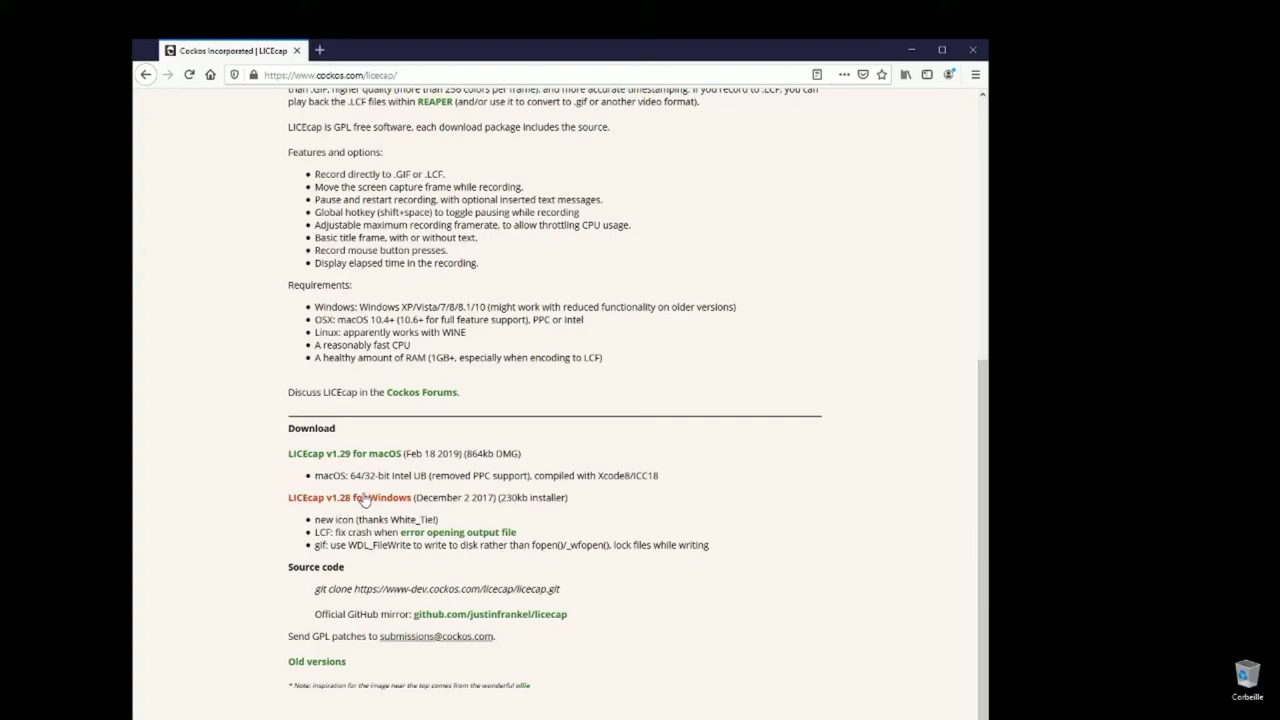 Cockos Incorporated | LICEcap
https://www.cockos.com/licecap/
than .GIF, higher quality (more than 256 colors per frame), and more accurate timestamping. If you record to .LCF, you can
play back the .LCF files within REAPER (and/or use it to convert to .gif or another video format).
LICEcap is GPL free software, each download package includes the source.
Features and options:
• Record directly to .GIF or .LCF.
• Move the screen capture frame while recording.
• Pause and restart recording, with optional inserted text messages.
• Global hotkey (shift+space) to toggle pausing while recording
• Adjustable maximum recording framerate, to allow throttling CPU usage.
• Basic title frame, with or without text.
• Record mouse button presses.
• Display elapsed time in the recording.
Requirements:
• Windows: Windows XP/Vista/7/8/8.1/10 (might work with reduced functionality on older versions)
• OSX: macOS 10.4+ (10.6+ for full feature support), PPC or Intel
• Linux: apparently works with WINE
• A reasonably fast CPU
• A healthy amount of RAM (1GB+, especially when encoding to LCF)
Discuss LICEcap in the Cockos Forums.
Download
LICEcap v1.29 for macOS (Feb 18 2019) (864kb DMG)
• macOS: 64/32-bit Intel UB (removed PPC support), compiled with Xcode8/ICC18
LICEcap v1.28 for Windows (December 2 2017) (230kb installer)
• new icon (thanks White_Tie!)
• LCF: fix crash when error opening output file
• gif: use WDL_FileWrite to write to disk rather than fopen()/_wfopen(), lock files while writing
Source code
git clone https://www-dev.cockos.com/licecap/licecap.git
Official GitHub mirror: github.com/justinfrankel/licecap
Send GPL patches to submissions@cockos.com.
Old versions
* Note: inspiration for the image near the top comes from the wonderful ollie
Corbeille